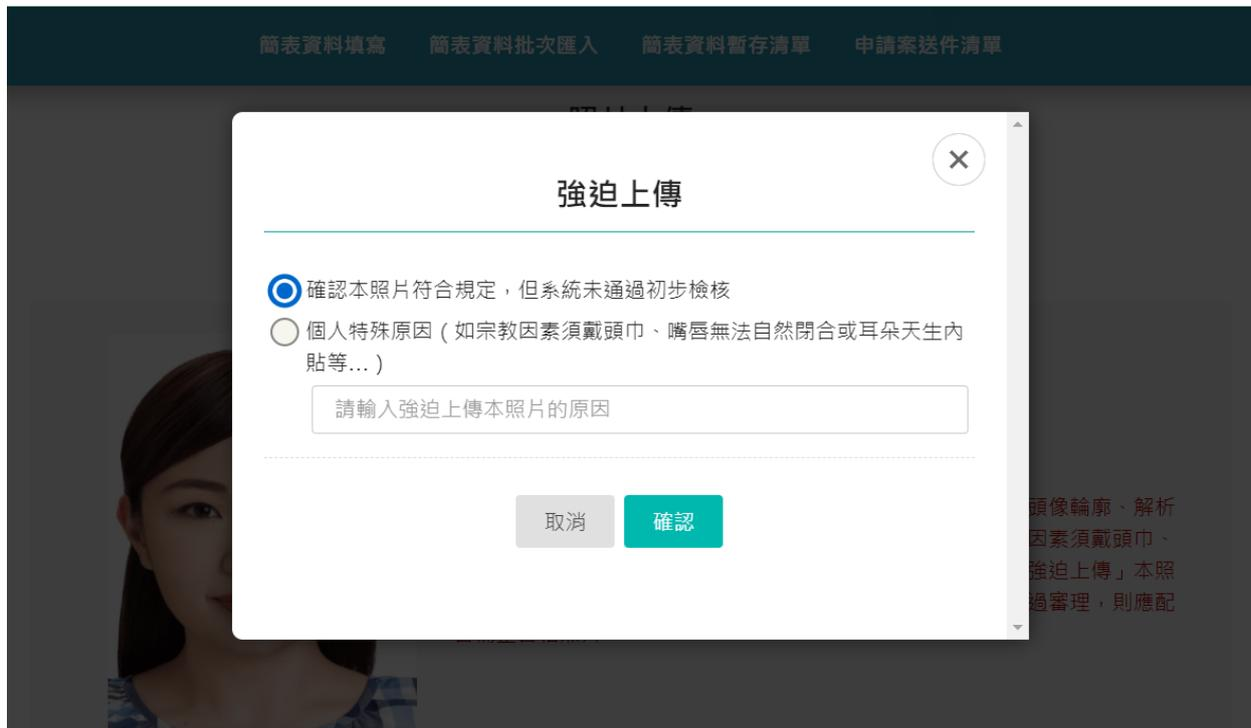 簡表資料填寫 簡表資料批次匯入 簡表資料暫存清單 申請案送件清單
強迫上傳
確認本照片符合規定，但系統未通過初步檢核
個人特殊原因（如宗教因素須戴頭巾、嘴唇無法自然閉合或耳朵天生內
貼等...）
請輸入強迫上傳本照片的原因
取消 確認
頭像輪廓、解析
因素須戴頭巾、
強迫上傳」本照
過審理，則應配